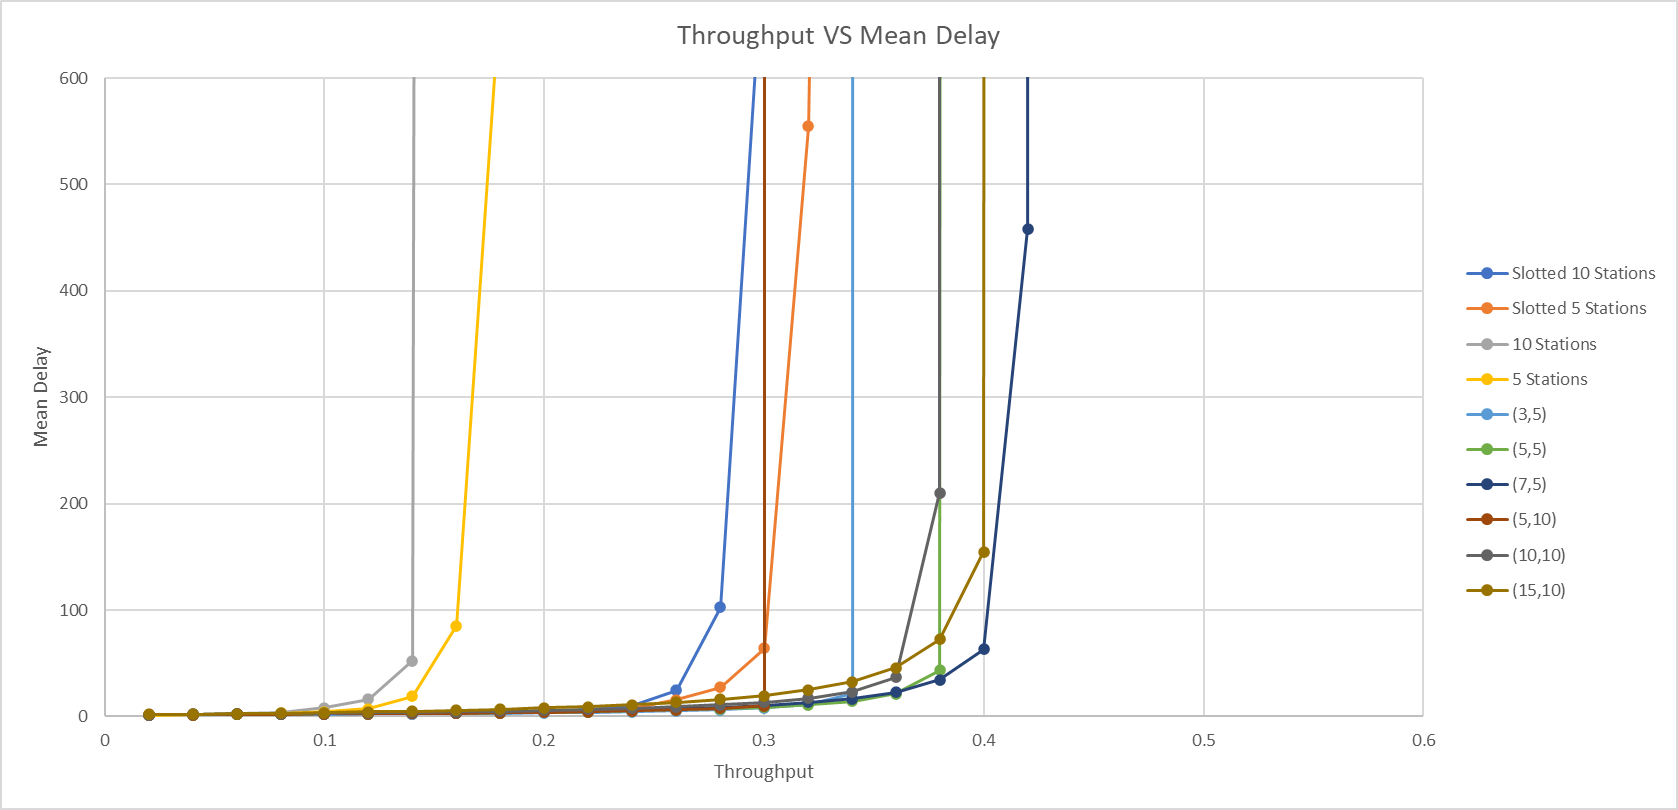 Throughput VS Mean Delay
600
500
400
300
200
100
0
Mean Delay
0 0.1 0.2 0.3 0.4 0.5 0.6
Throughput
Slotted 10 Stations
Slotted 5 Stations
10 Stations
5 Stations
(3,5)
(5,5)
(7,5)
(5,10)
(10,10)
(15,10)